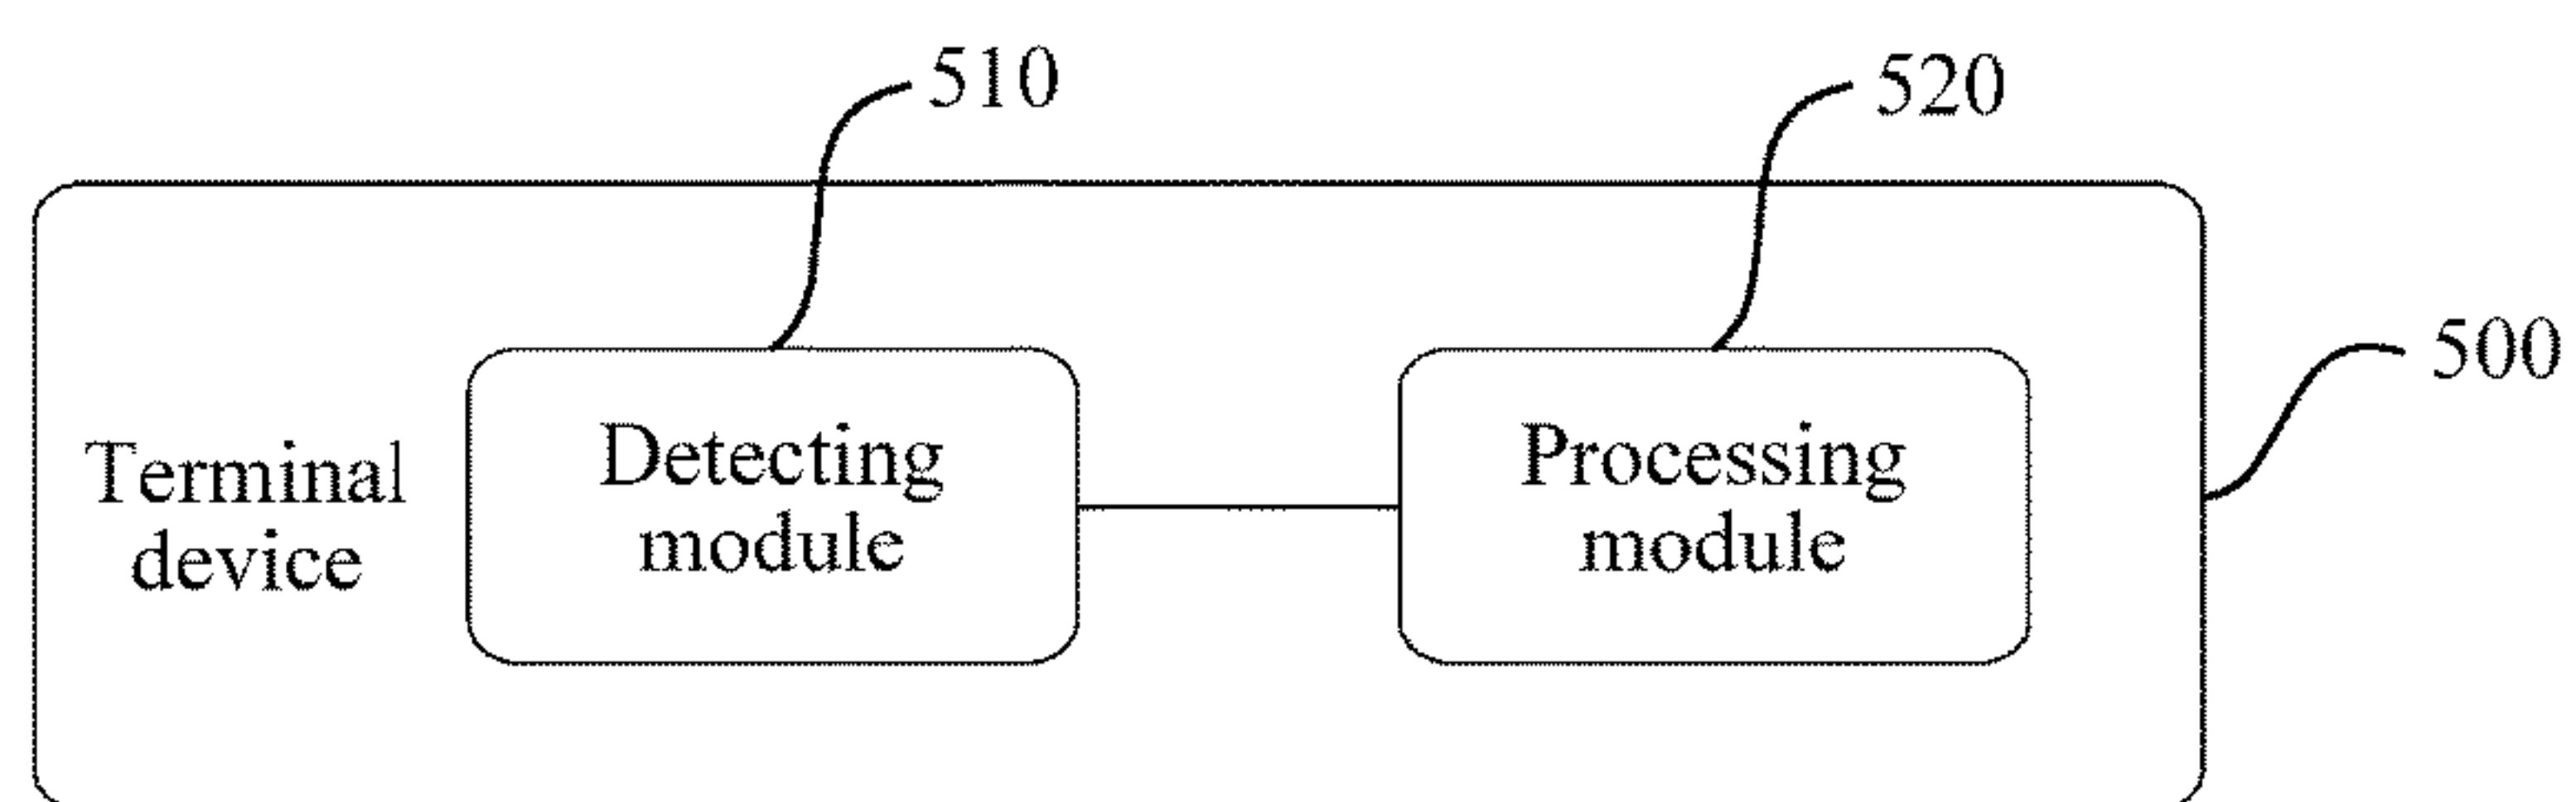 510
520
500
Terminal
device
Detecting
module
Processing
module